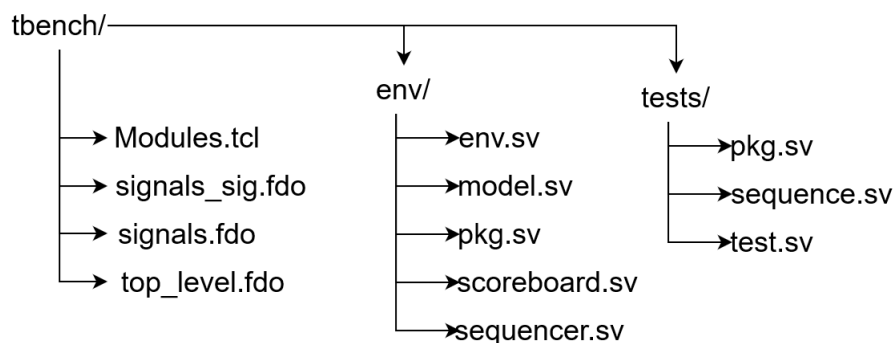 tbench/
Modules.tcl
signals_sig.fdo
signals.fdo
top_level.fdo
env/
env.sv
model.sv
pkg.sv
scoreboard.sv
sequencer.sv
tests/
pkg.sv
sequence.sv
test.sv